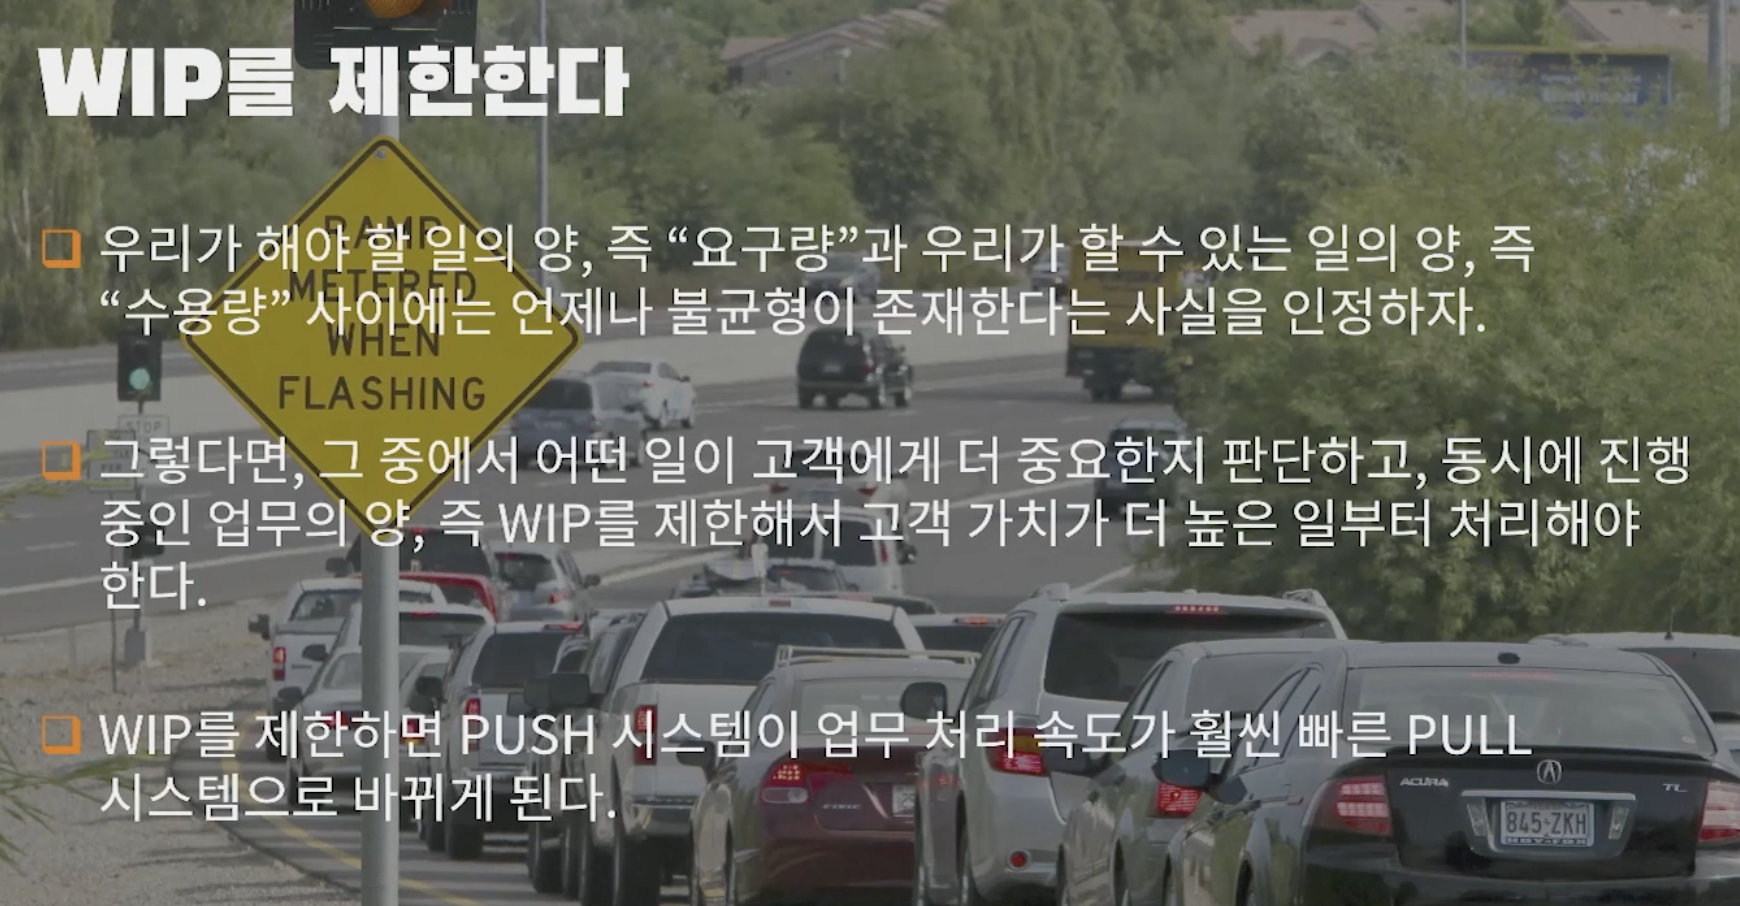 WIP를 제한한다
RAMP
METERED
WHEN
FLASHING
우리가 해야 할 일의 양, 즉 “요구량”과 우리가 할 수 있는 일의 양, 즉
“수용량” 사이에는 언제나 불균형이 존재한다는 사실을 인정하자.
STOP
그렇다면, 그 중에서 어떤 일이 고객에게 더 중요한지 판단하고, 동시에 진행
중인 업무의 양, 즉 WIP를 제한해서 고객 가치가 더 높은 일부터 처리해야
한다.
WIP를 제한하면 PUSH 시스템이 업무 처리 속도가 훨씬 빠른 PULL
시스템으로 바뀌게 된다.
ACURA
TL
CIVIC
845-ZKH